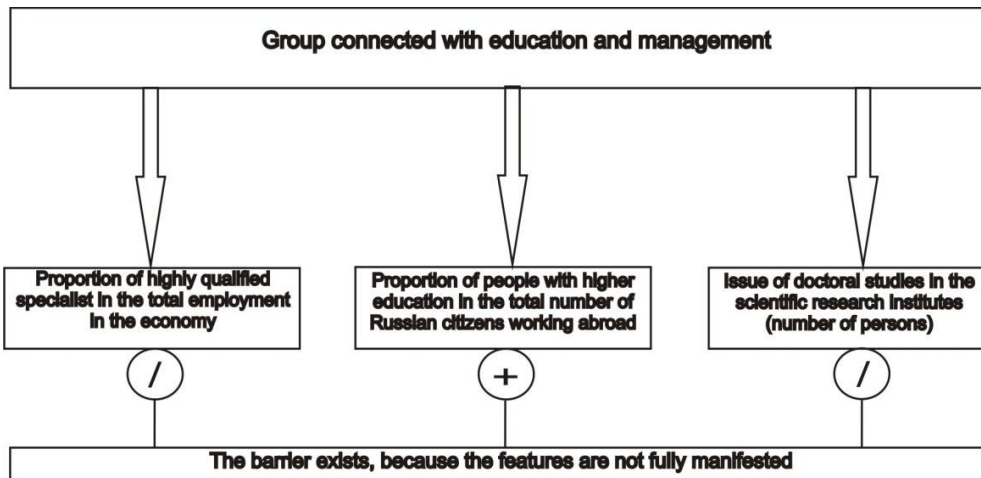 Group connected with education and management
Proportion of highly qualified
specialist in the total employment
in the economy
Proportion of people with higher
education in the total number of
Russian citizens working abroad
Issue of doctoral studies in the
scientific research institutes
(number of persons)
/
+
/
The barrier exists, because the features are not fully manifested